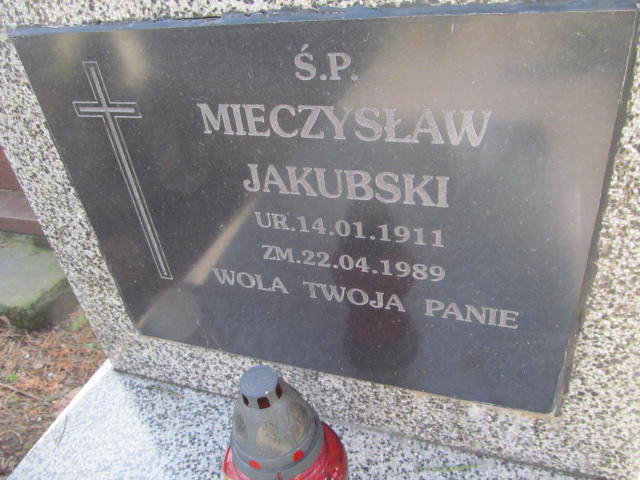 Ś.P.
MIECZYSŁAW
JAKUBSKI
UR.14.01.1911
ZM.22.04.1989
WOLA TWOJA PANIE